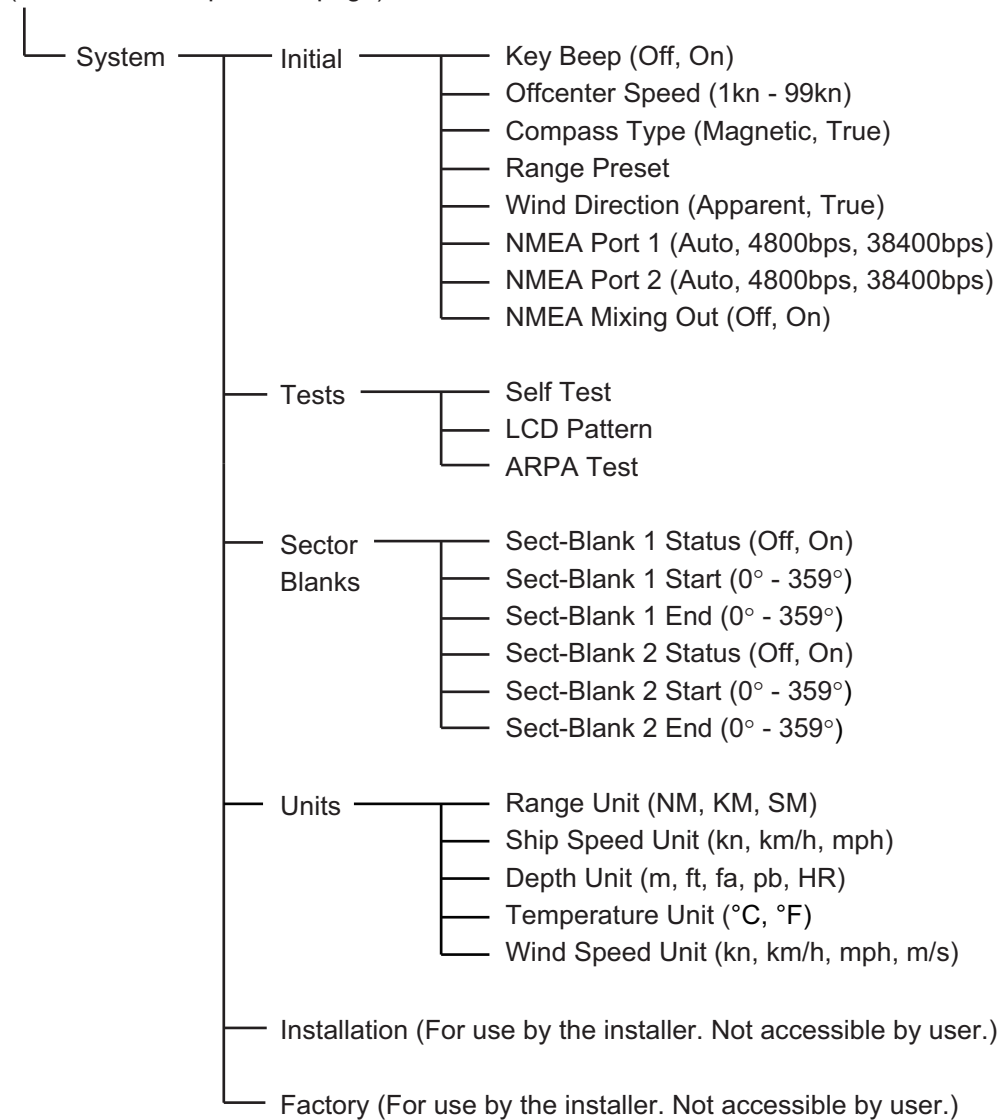 System
Initial
Key Beep (Off, On)
Offcenter Speed (1kn - 99kn)
Compass Type (Magnetic, True)
Range Preset
Wind Direction (Apparent, True)
NMEA Port 1 (Auto, 4800bps, 38400bps)
NMEA Port 2 (Auto, 4800bps, 38400bps)
NMEA Mixing Out (Off, On)
Tests
Self Test
LCD Pattern
ARPA Test
Sector
Blanks
Sect-Blank 1 Status (Off, On)
Sect-Blank 1 Start (0° - 359°)
Sect-Blank 1 End (0° - 359°)
Sect-Blank 2 Status (Off, On)
Sect-Blank 2 Start (0° - 359°)
Sect-Blank 2 End (0° - 359°)
Units
Range Unit (NM, KM, SM)
Ship Speed Unit (kn, km/h, mph)
Depth Unit (m, ft, fa, pb, HR)
Temperature Unit (°C, °F)
Wind Speed Unit (kn, km/h, mph, m/s)
Installation (For use by the installer. Not accessible by user.)
Factory (For use by the installer. Not accessible by user.)